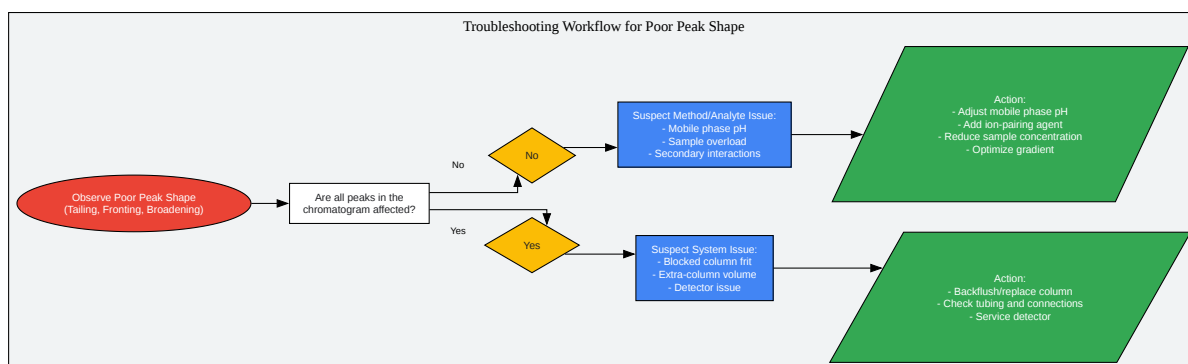 Troubleshooting Workflow for Poor Peak Shape
Observe Poor Peak Shape
(Tailing, Fronting, Broadening)
Are all peaks in the
chromatogram affected?
No
No
Suspect Method/Analyte Issue:
- Mobile phase pH
- Sample overload
- Secondary interactions
Action:
- Adjust mobile phase pH
- Add ion-pairing agent
- Reduce sample concentration
- Optimize gradient
Yes
Yes
Suspect System Issue:
- Blocked column frit
- Extra-column volume
- Detector issue
Action:
- Backflush/replace column
- Check tubing and connections
- Service detector